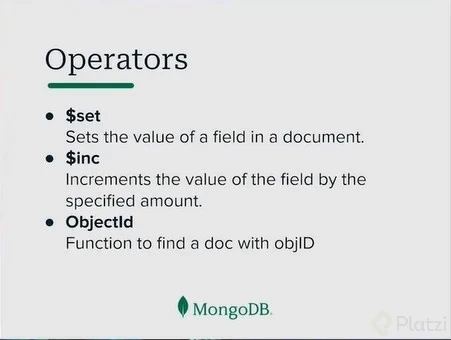 Operators
$set
Sets the value of a field in a document.
$inc
Increments the value of the field by the
specified amount.
ObjectId
Function to find a doc with objID
MongoDB.
Platzi